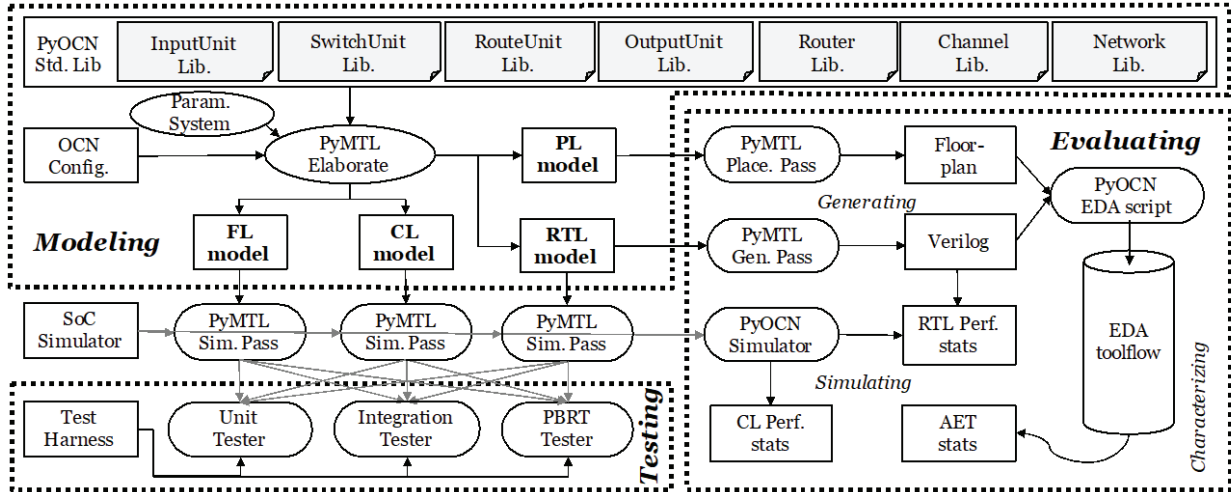 PyOCN
Std. Lib
InputUnit
Lib.
SwitchUnit
Lib.
RouteUnit
Lib.
OutputUnit
Lib.
Router
Lib.
Channel
Lib.
Network
Lib.
Param.
System
OCN
Config.
PyMTL
Elaborate
PL
model
FL
model
CL
model
RTL
model
Modeling
PyMTL
Place. Pass
Floor-
plan
Evaluating
PyOCN
EDA script
Generating
PyMTL
Gen. Pass
Verilog
SoC
Simulator
PyMTL
Sim. Pass
PyMTL
Sim. Pass
PyMTL
Sim. Pass
PyOCN
Simulator
RTL Perf.
stats
EDA
toolflow
Simulating
Characterizing
CL Perf.
stats
AET
stats
Test
Harness
Unit
Tester
Integration
Tester
PBRT
Tester
Testing